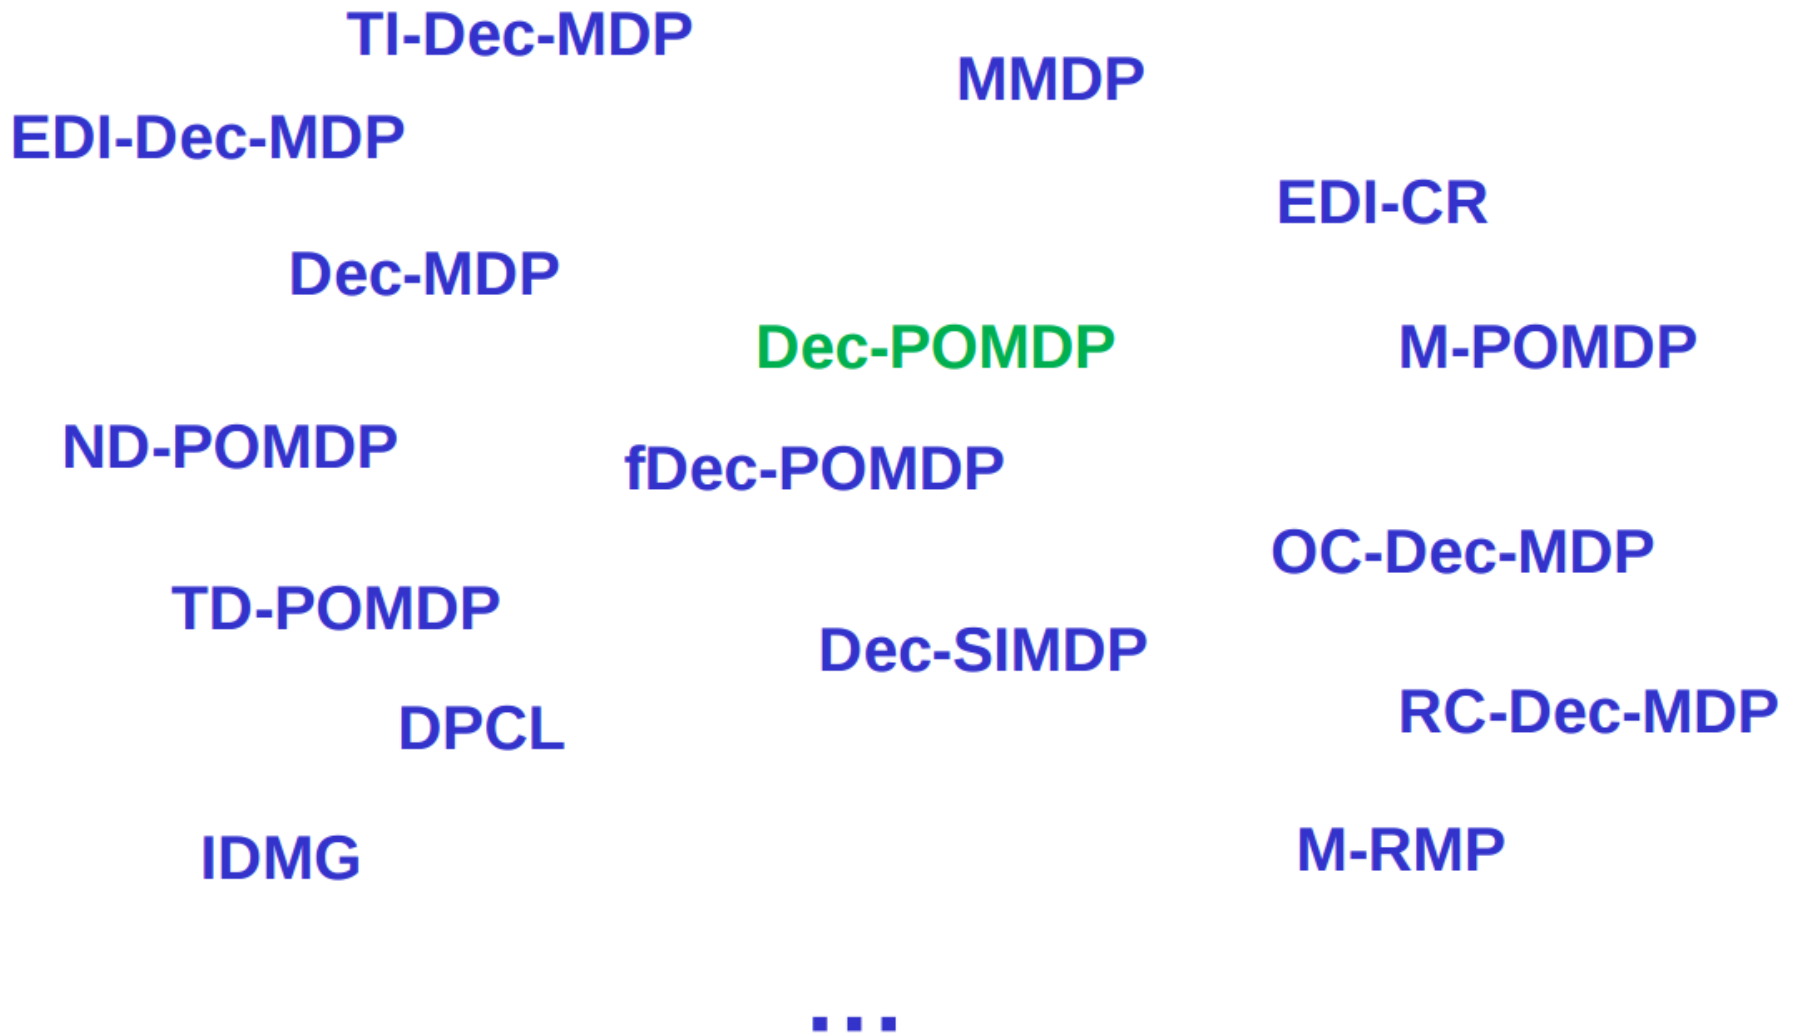 TI-Dec-MDP
MMDP
EDI-Dec-MDP
EDI-CR
Dec-MDP
Dec-POMDP
M-POMDP
ND-POMDP
fDec-POMDP
OC-Dec-MDP
TD-POMDP
Dec-SIMDP
RC-Dec-MDP
DPCL
M-RMP
IDMG
...